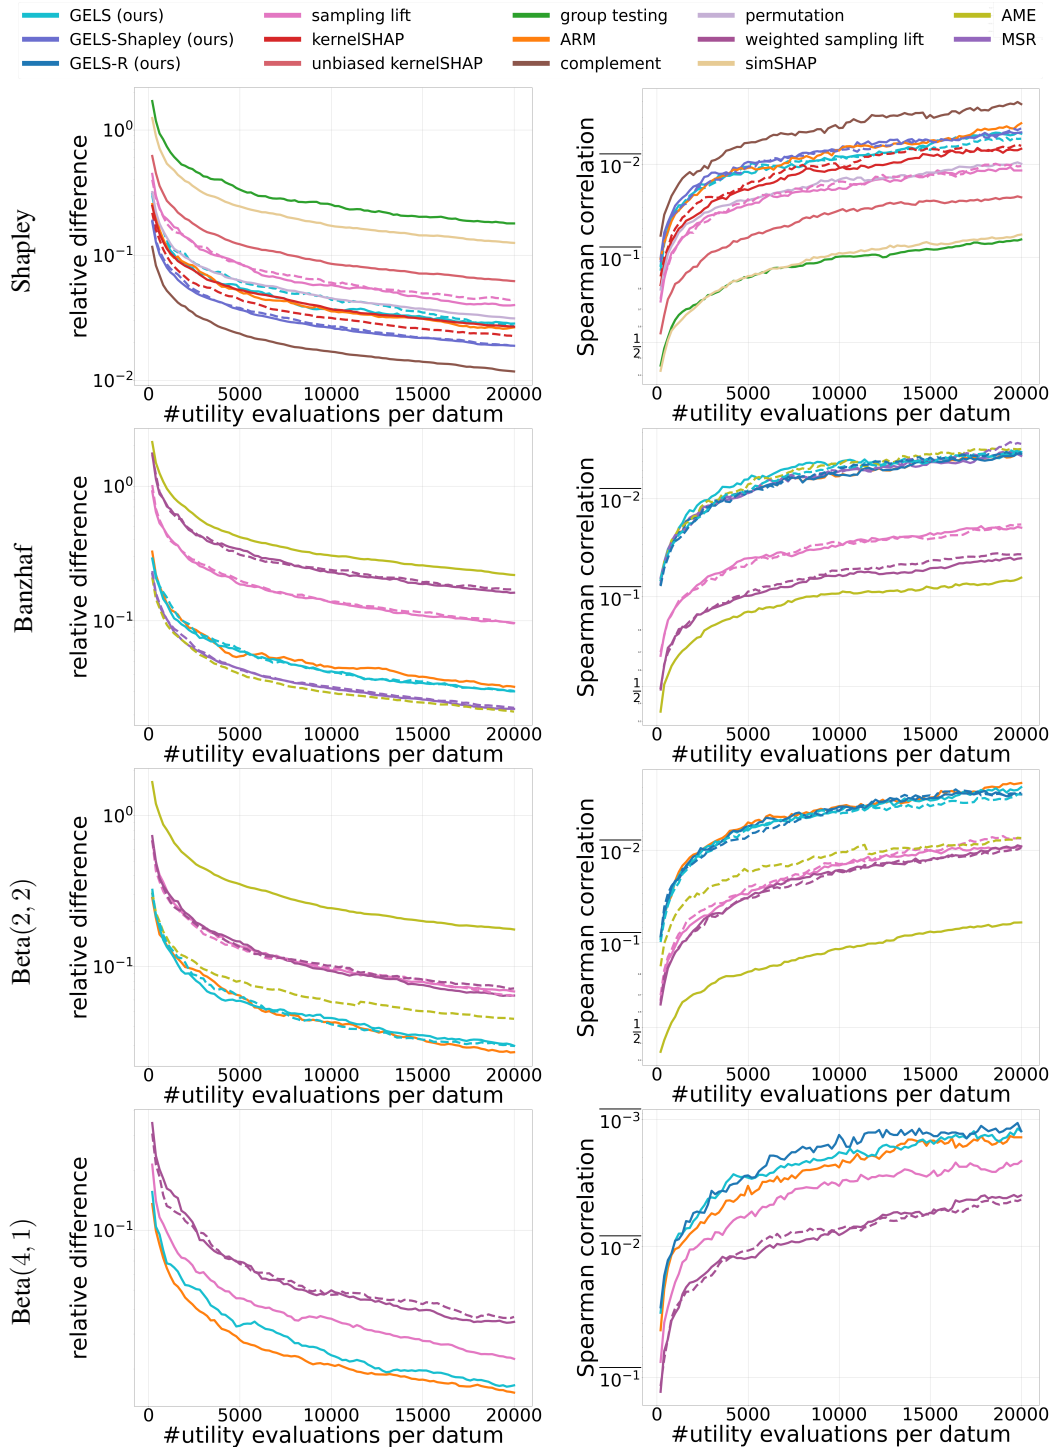 GELS (ours)
GELS-Shapley (ours)
GELS-R (ours)
sampling lift
kernelSHAP
unbiased kernelSHAP
group testing
ARM
complement
permutation
weighted sampling lift
simSHAP
AME
MSR
Shapley
relative difference
10^0
10^-1
10^-2
0 5000 10000 15000 20000
#utility evaluations per datum
Spearman correlation
10^-2
10^-1
1/2
0 5000 10000 15000 20000
#utility evaluations per datum
Banzhaf
relative difference
10^0
10^-1
0 5000 10000 15000 20000
#utility evaluations per datum
Spearman correlation
10^-2
10^-1
1/2
0 5000 10000 15000 20000
#utility evaluations per datum
Beta(2, 2)
relative difference
10^0
10^-1
0 5000 10000 15000 20000
#utility evaluations per datum
Spearman correlation
10^-2
10^-1
1/2
0 5000 10000 15000 20000
#utility evaluations per datum
Beta(4, 1)
relative difference
10^-1
0 5000 10000 15000 20000
#utility evaluations per datum
Spearman correlation
10^-3
10^-2
10^-1
0 5000 10000 15000 20000
#utility evaluations per datum